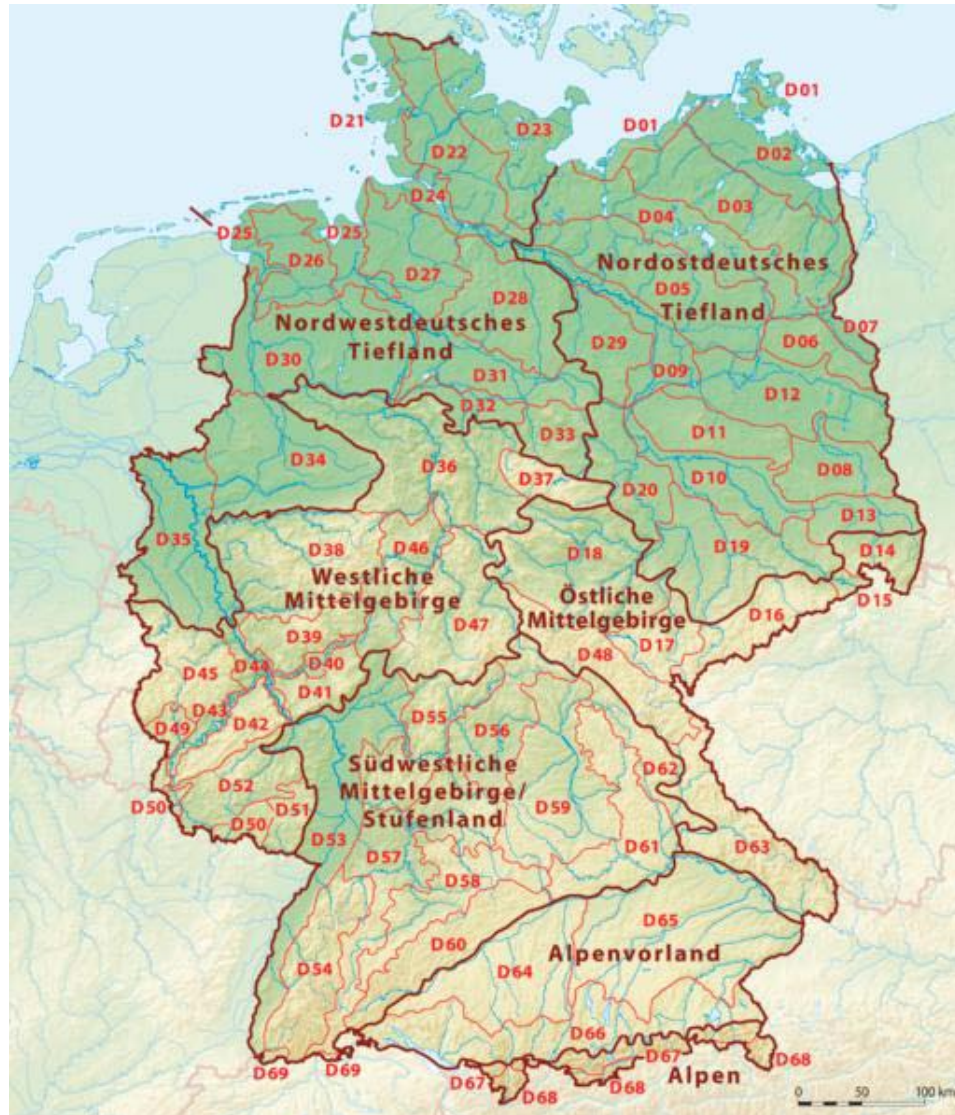 D01
D01
D21
D23
D22
D02
D24
D04
D03
D25
D25
D26
D27
Nordostdeutsches
Tiefland
D05
D28
Nordwestdeutsches
Tiefland
D07
D29
D06
D30
D31
D09
D12
D32
D33
D11
D34
D36
D37
D10
D08
D20
D13
D35
D38
D46
D18
D19
D14
Westliche
Mittelgebirge
Östliche
Mittelgebirge
D15
D16
D39
D47
D17
D48
D44
D40
D45
D41
D43
D42
D49
D55
D56
D62
Südwestliche
Mittelgebirge/
Stufenland
D52
D50
D51
D50
D53
D59
D61
D63
D57
D58
D65
D60
Alpenvorland
D54
D64
D66
D67
D68
D69
D69
D67
D68
D68
Alpen
0 50 100 km